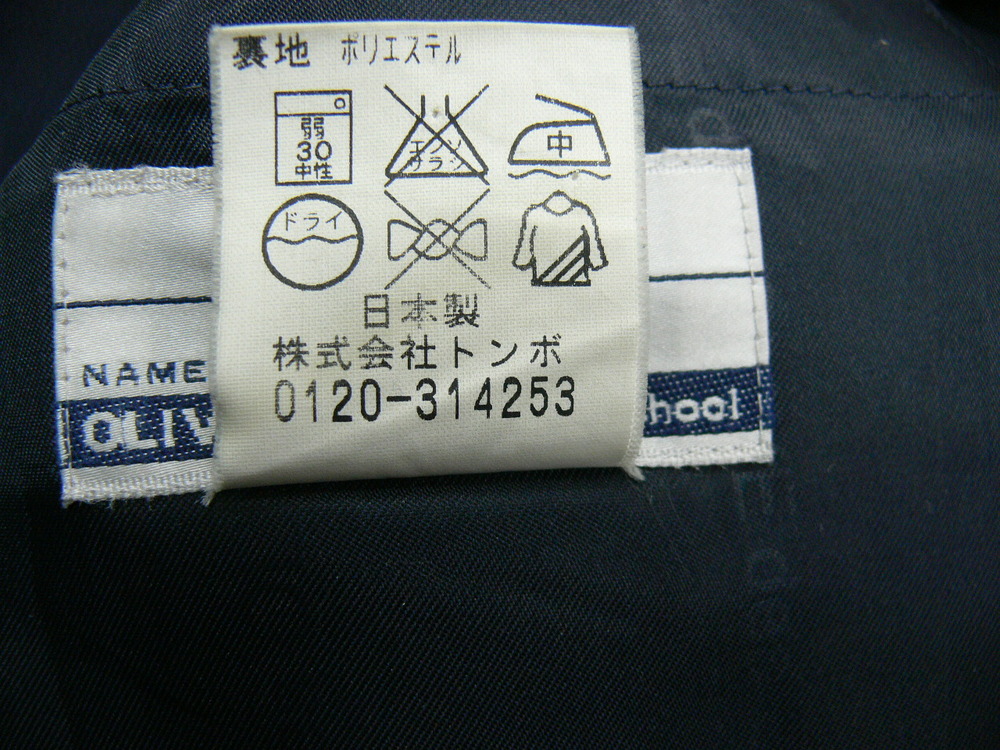 裏地 ポリエステル
弱
30
中性
エンソ
サラシ
中
ドライ
日本製
株式会社トンボ
0120-314253
NAME
OLIV
hool